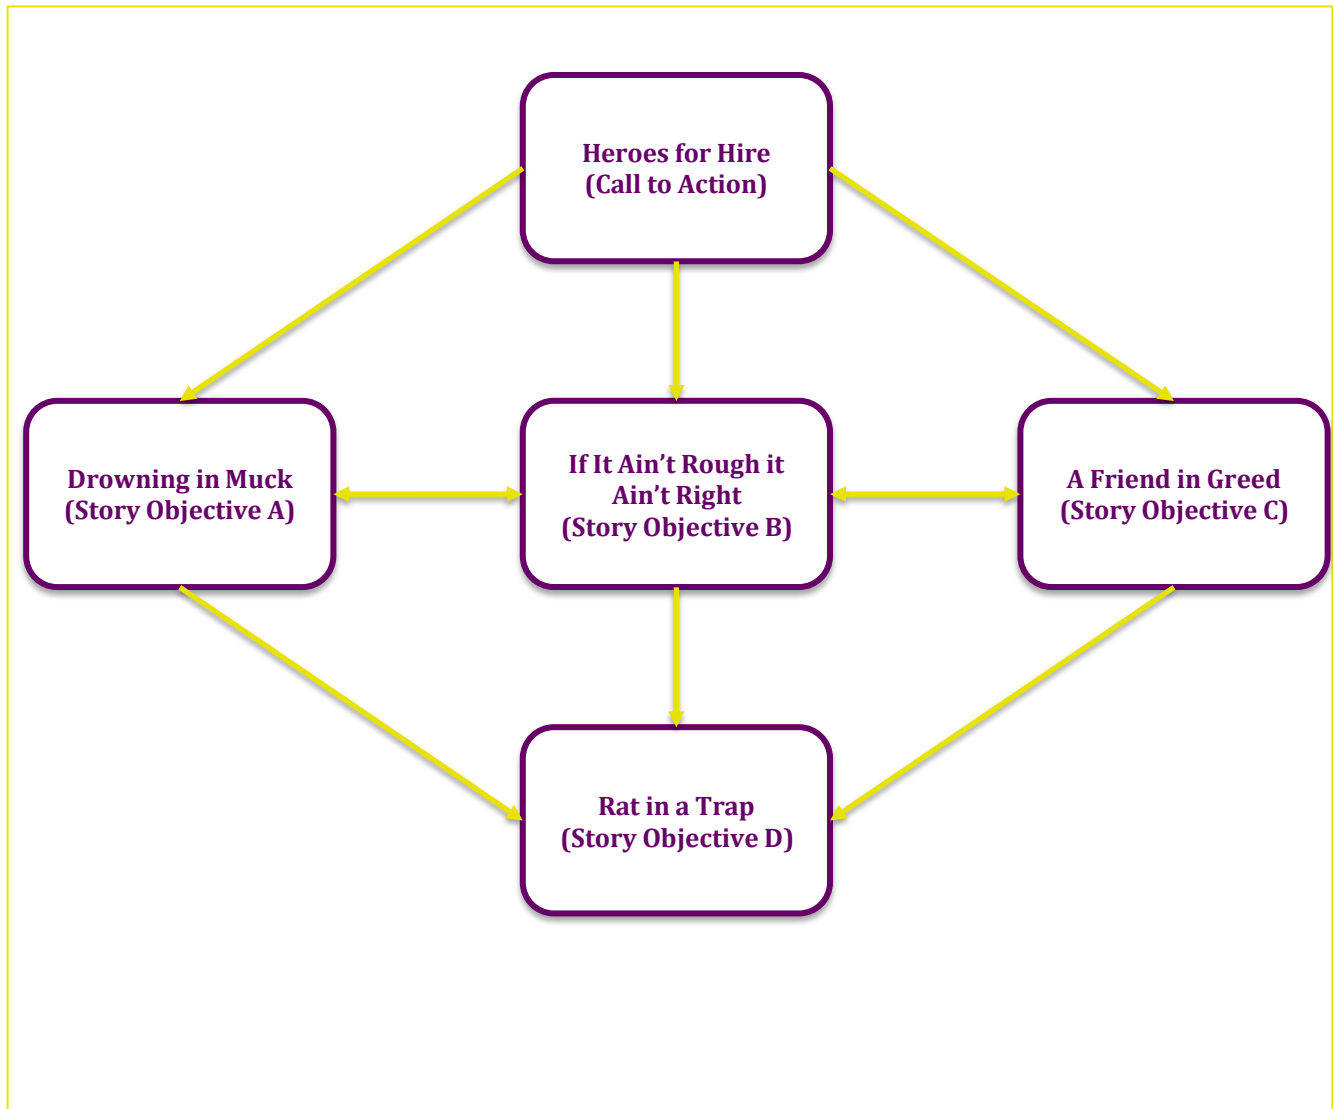 Heroes for Hire
(Call to Action)
Drowning in Muck
(Story Objective A)
If It Ain’t Rough it
Ain’t Right
(Story Objective B)
A Friend in Greed
(Story Objective C)
Rat in a Trap
(Story Objective D)